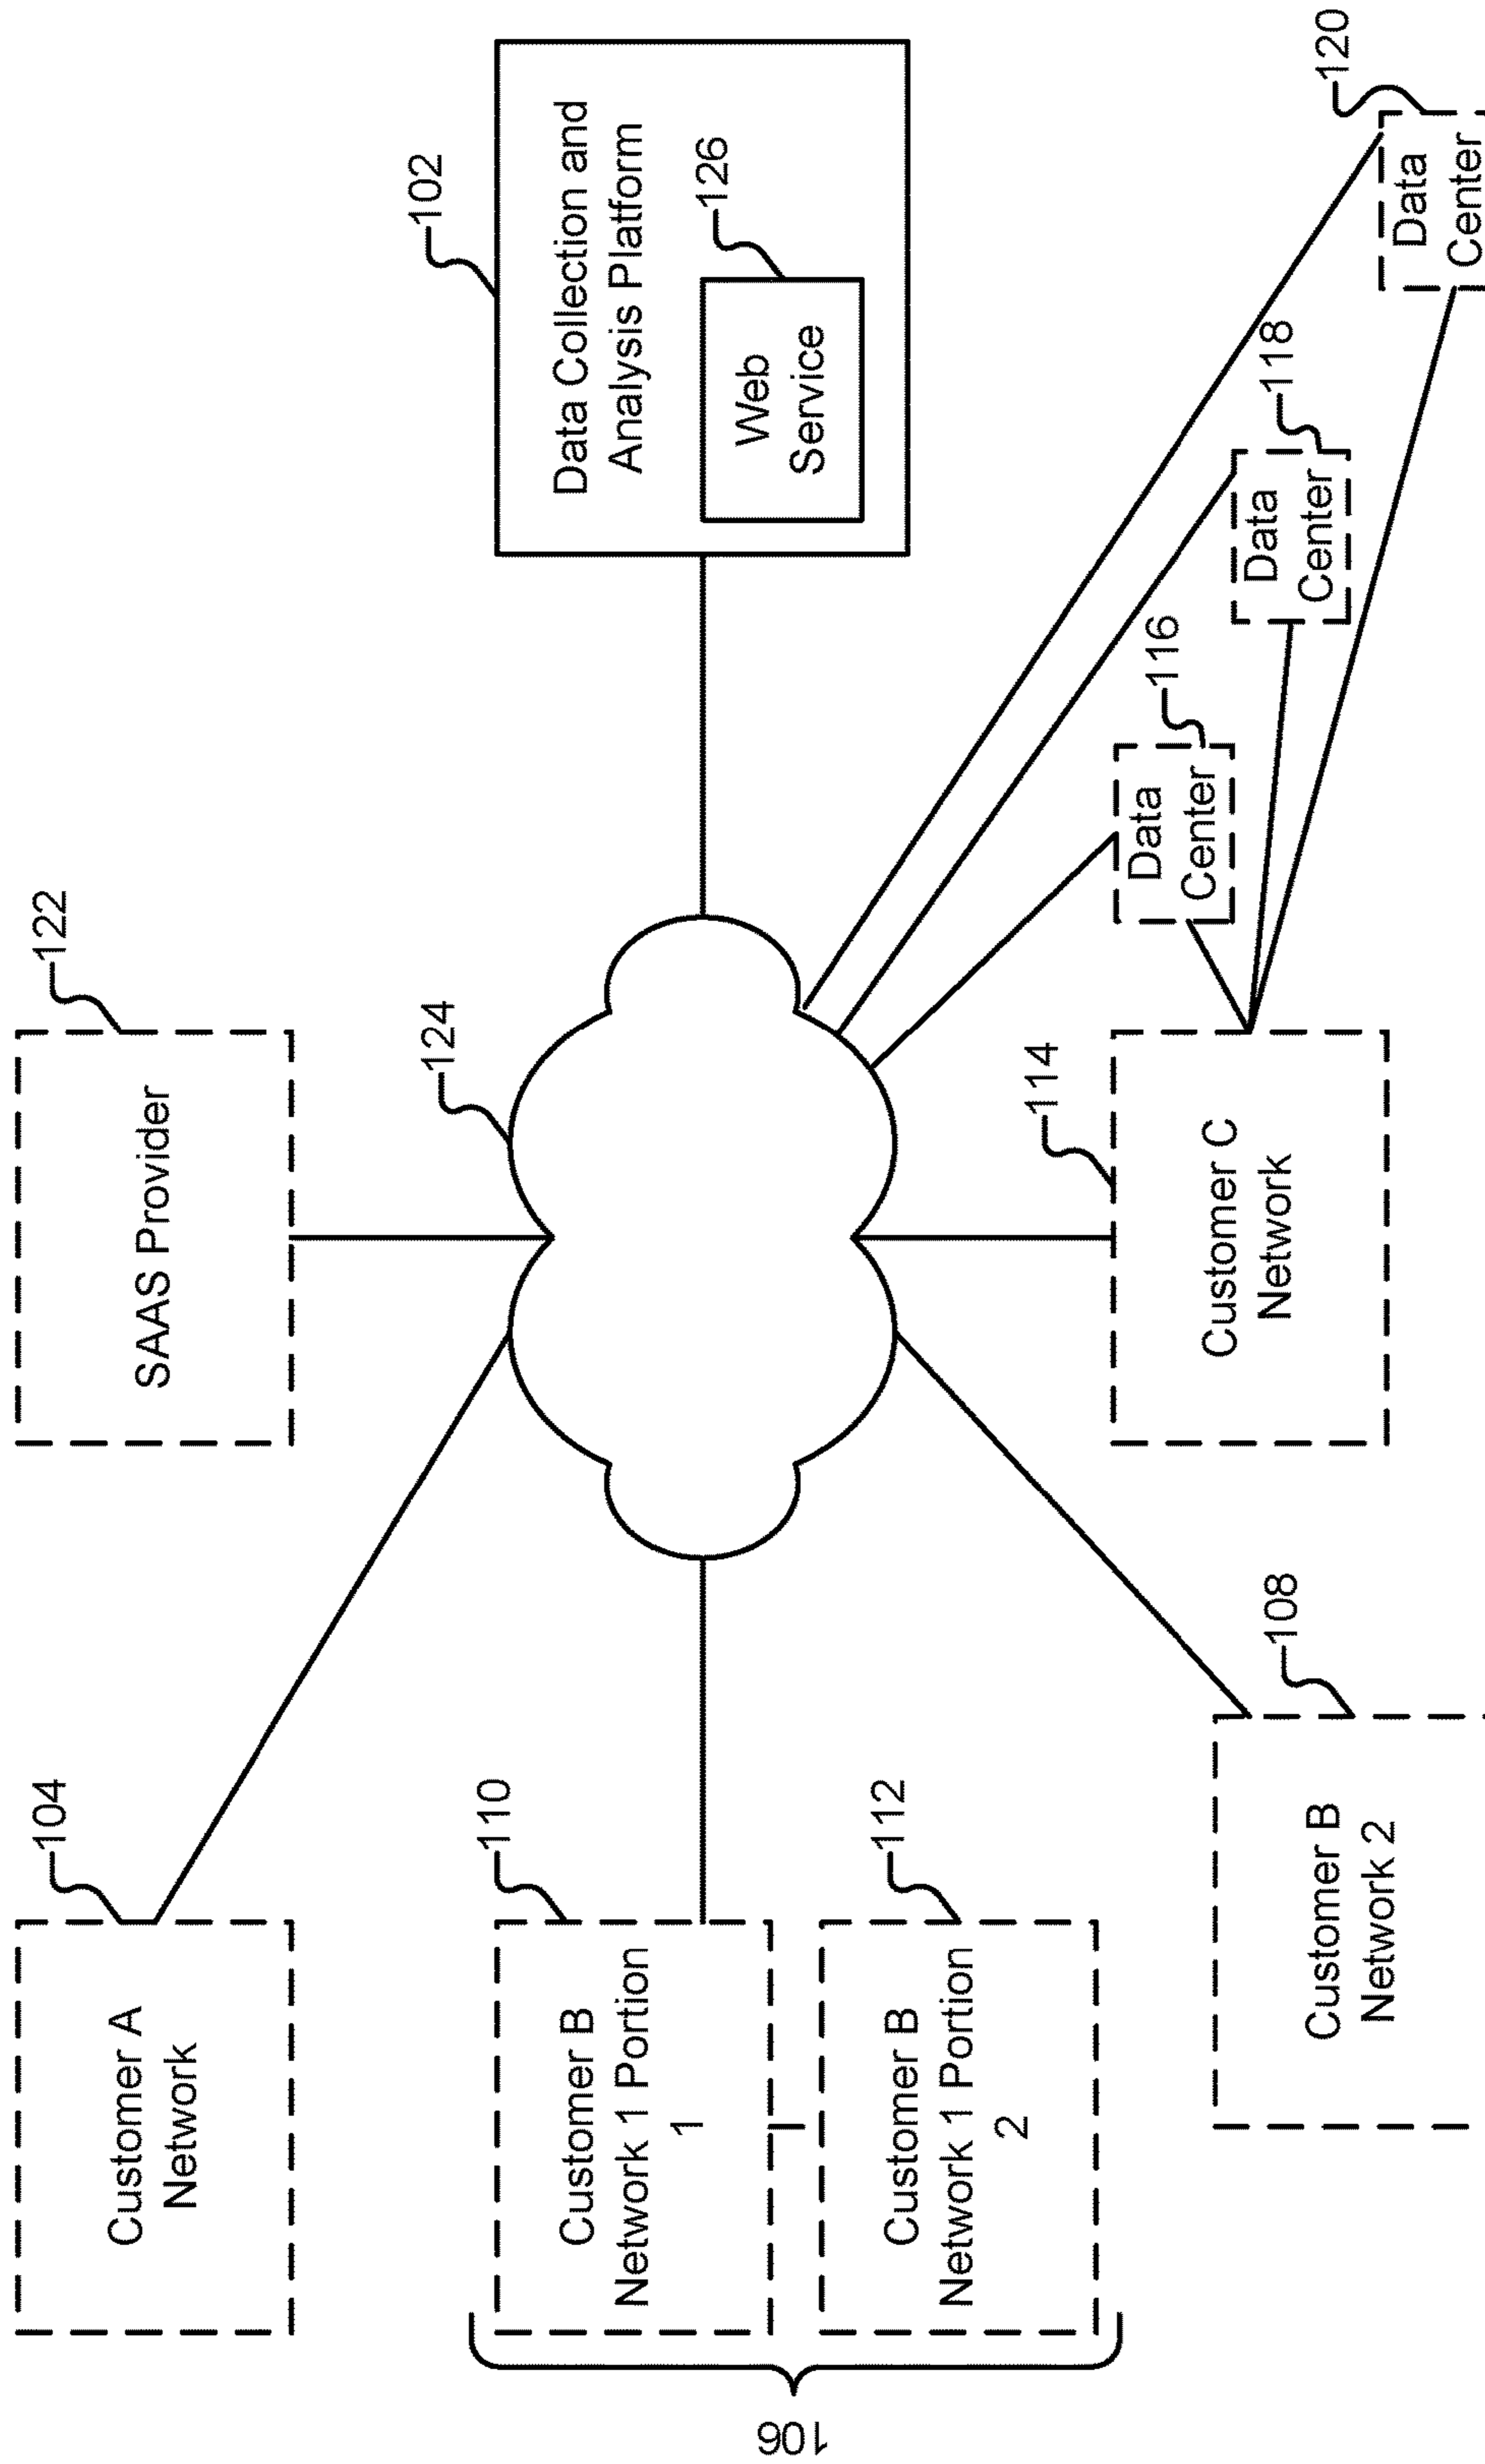 104
Customer A
Network
122
SAAS Provider
106
110
Customer B
Network 1 Portion
1
112
Customer B
Network 1 Portion
2
124
102
Data Collection and
Analysis Platform
126
Web
Service
108
Customer B
Network 2
114
Customer C
Network
116
Data
Center
118
Data
Center
120
Data
Center